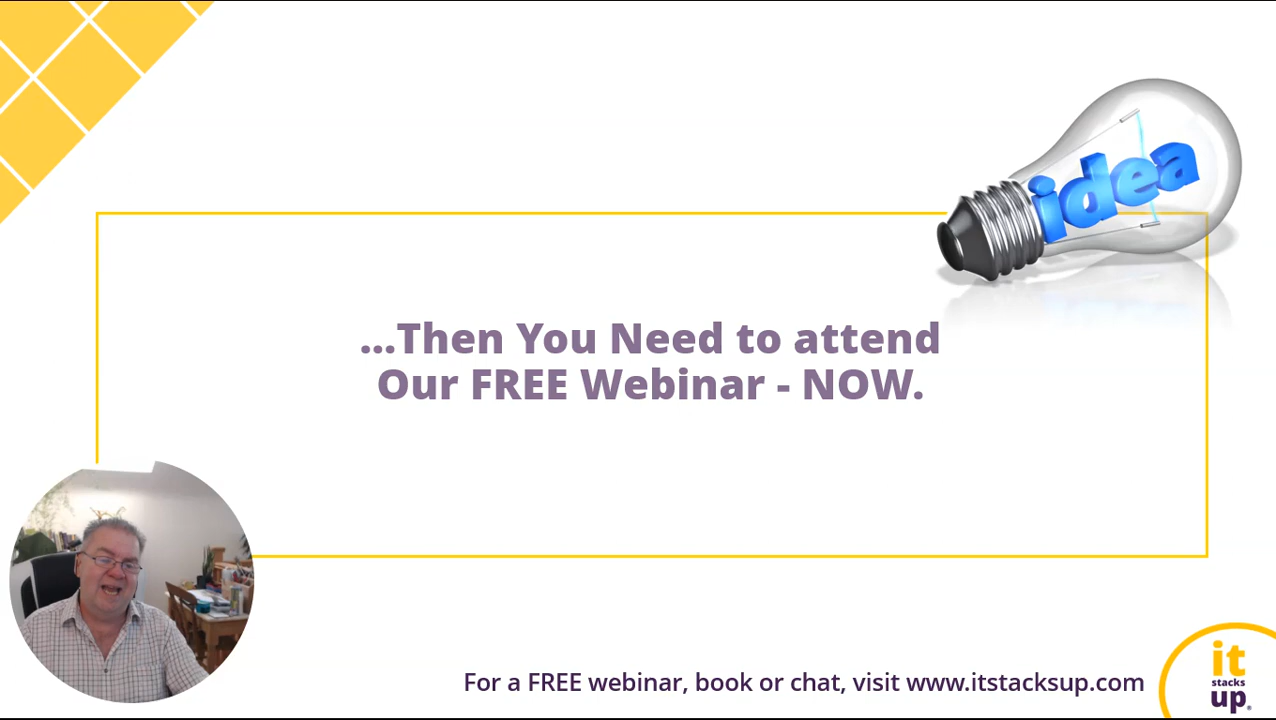 idea
...Then You Need to attend
Our FREE Webinar - NOW.
For a FREE webinar, book or chat, visit www.itstacksup.com
it
stacks
up®